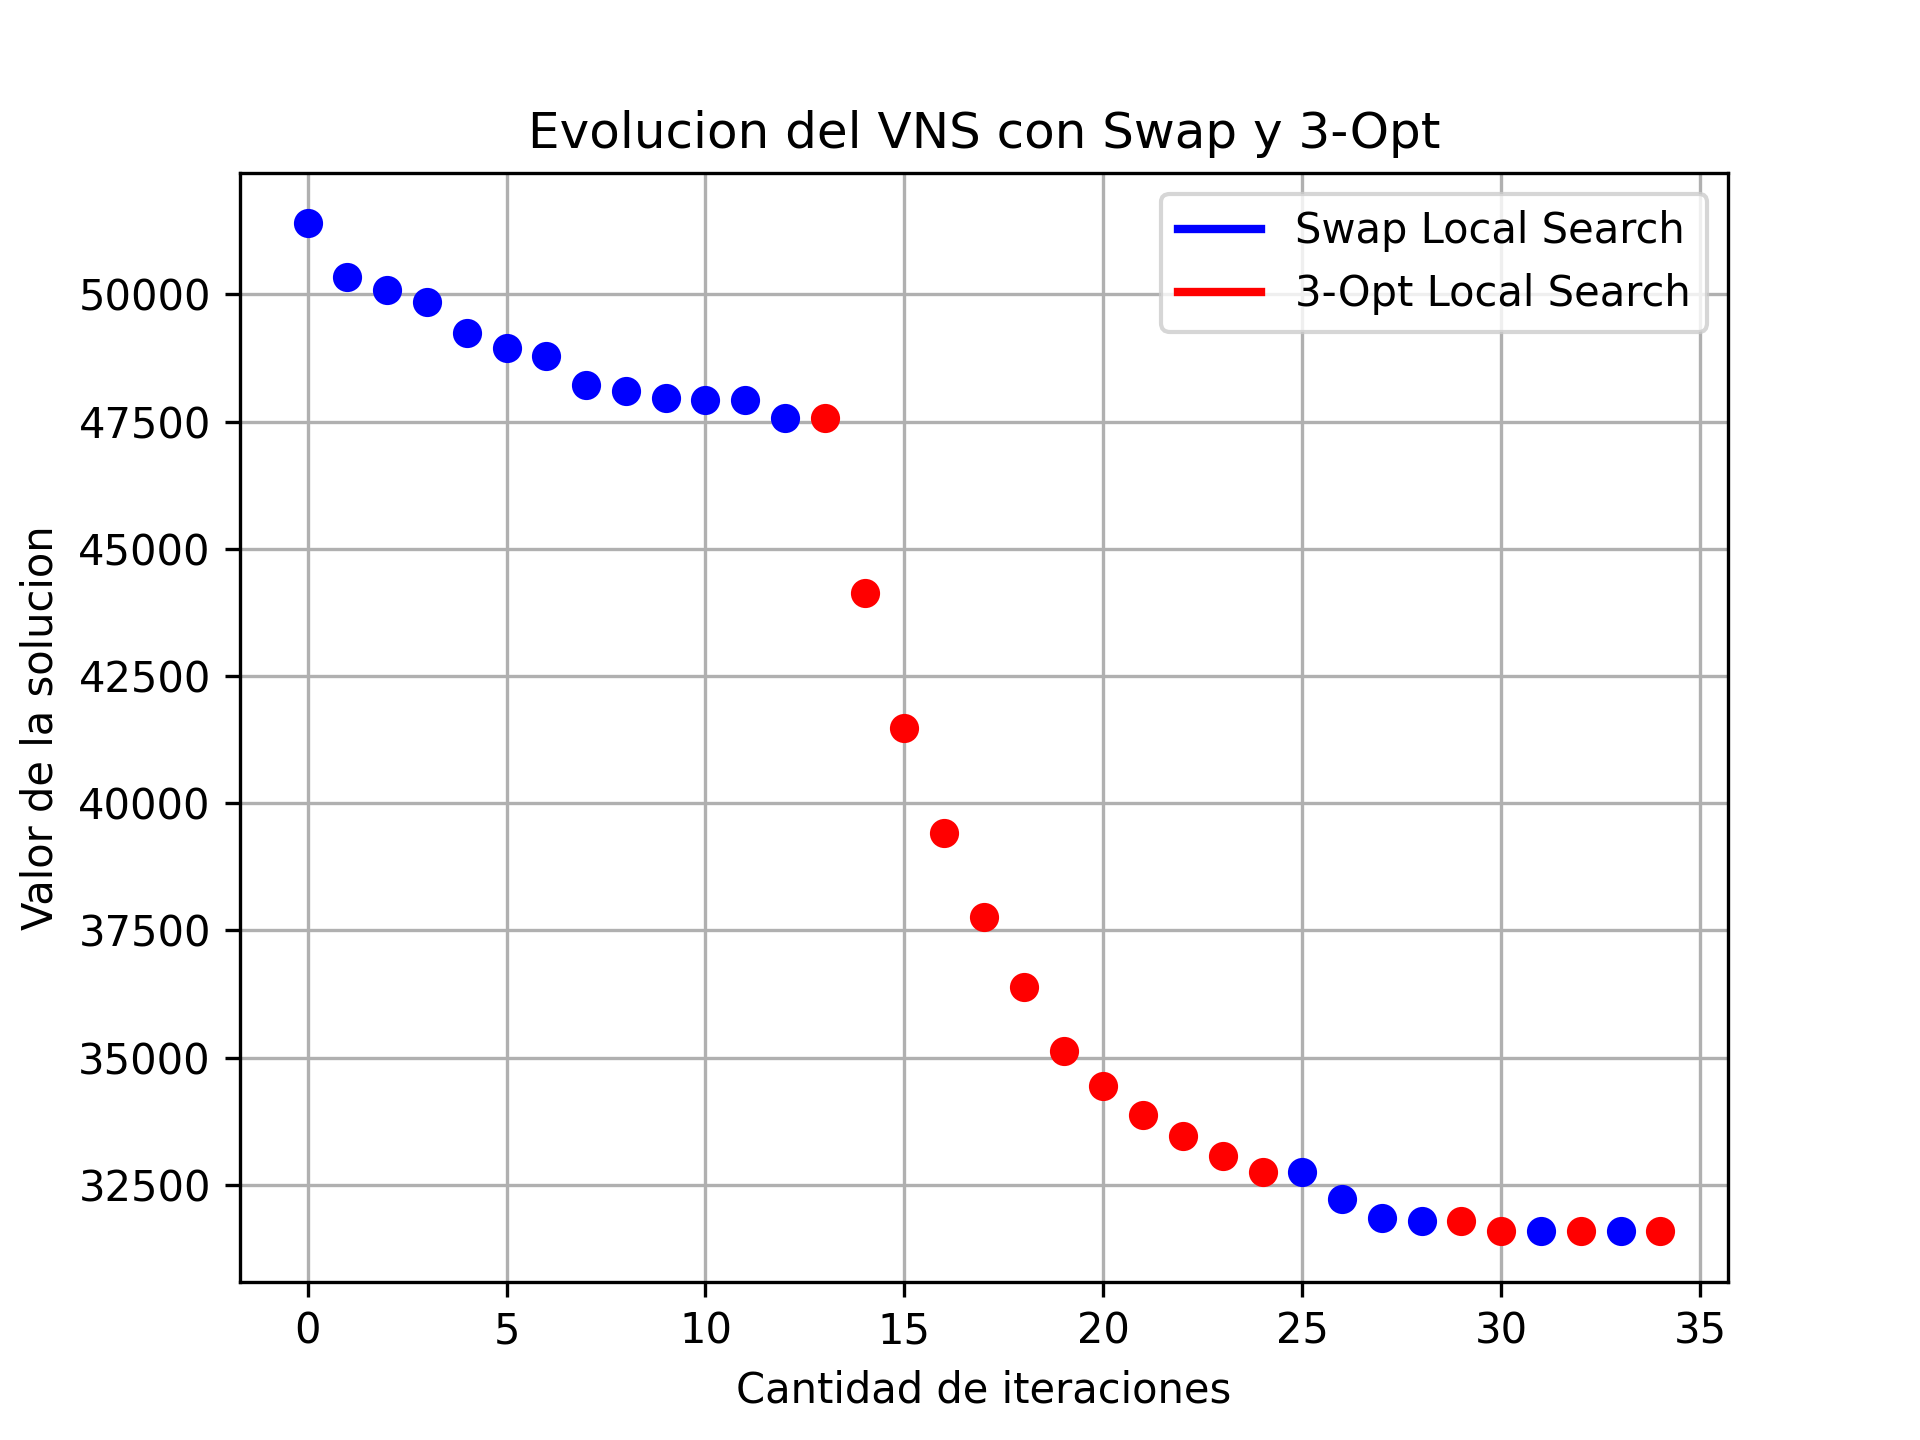 Evolucion del VNS con Swap y 3-Opt
Swap Local Search
3-Opt Local Search
50000
47500
45000
42500
40000
37500
35000
32500
Valor de la solucion
0 5 10 15 20 25 30 35
Cantidad de iteraciones